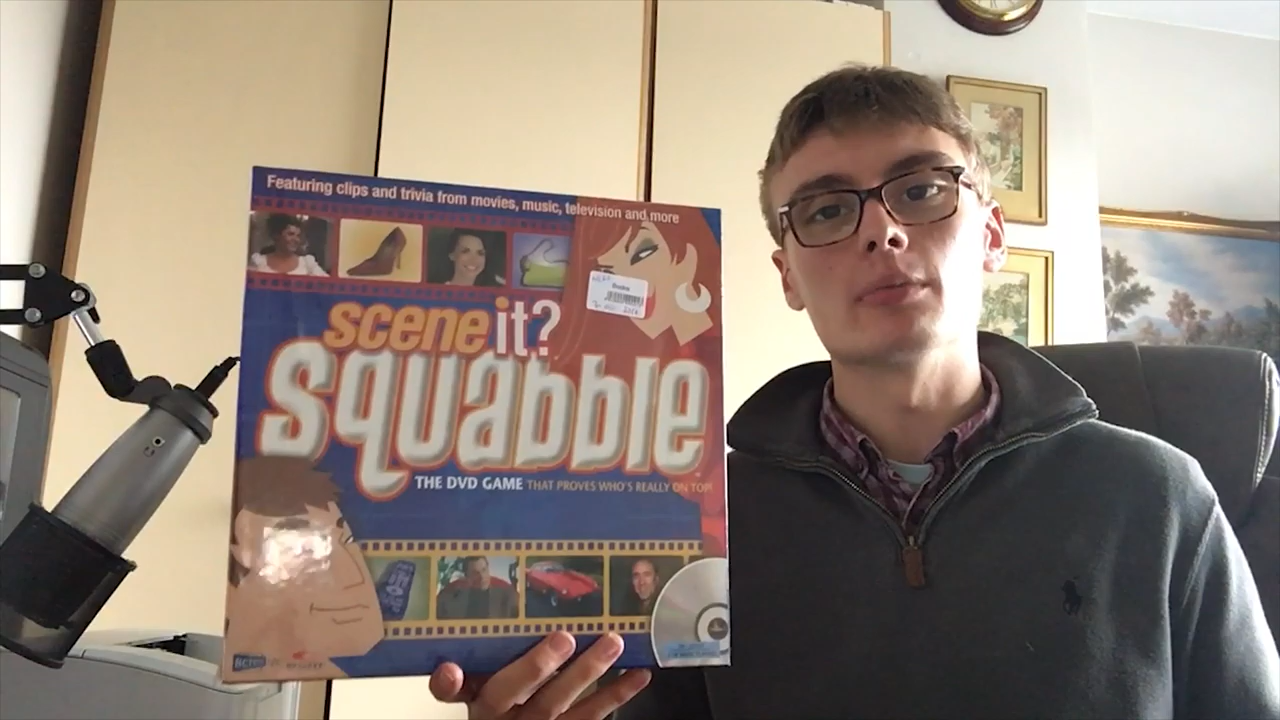 Featuring clips and trivia from movies, music, television and more
scene it?
squabble
THE DVD GAME THAT PROVES WHO'S REALLY ON TOP!